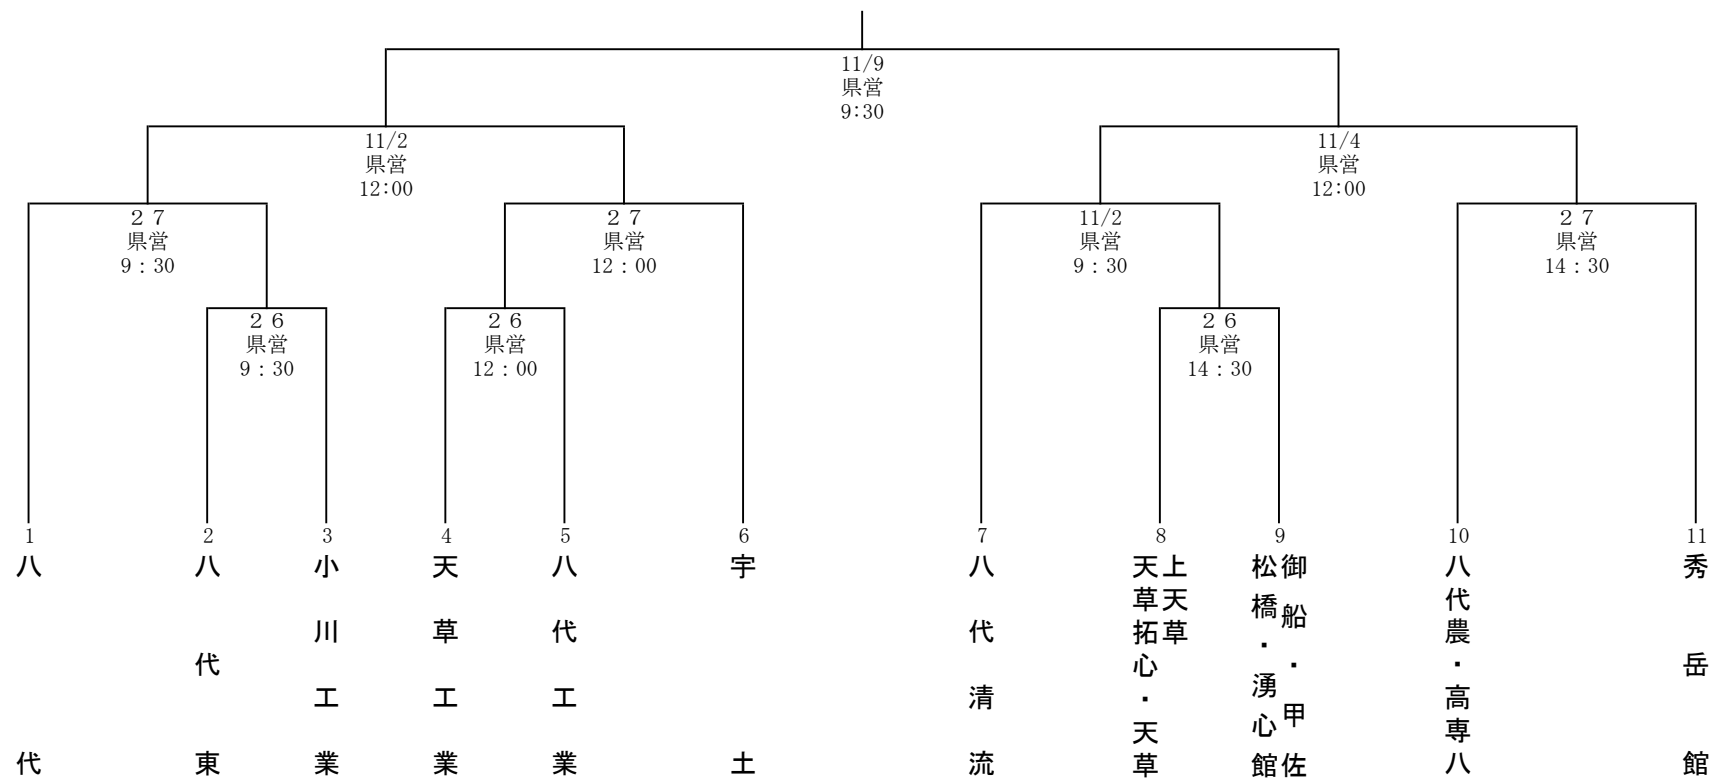 11/9
県営
9:30
11/2
県営
12:00
11/4
県営
12:00
２７
県営
9：30
２７
県営
12：00
11/2
県営
9：30
２７
県営
14：30
２６
県営
9：30
２６
県営
12：00
２６
県営
14：30
1
2
3
4
5
6
7
8
9
10
11
八代
八代東
小川工業
天草工業
八代工業
宇土
八代清流
上天草
天草拓心・天草
御船・甲佐
松橋・湧心館
八代農・高専八
秀岳館